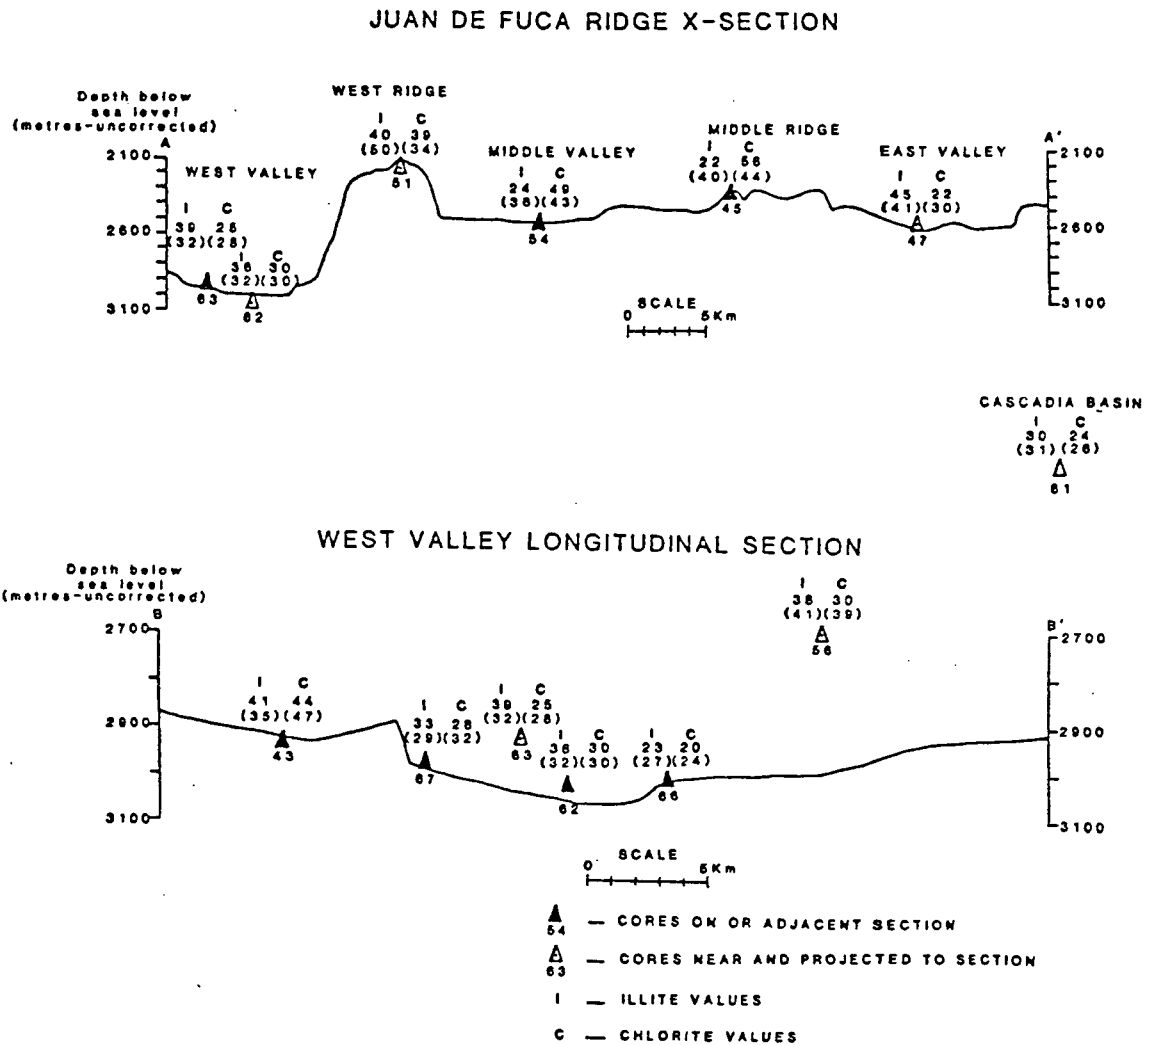 JUAN DE FUCA RIDGE X-SECTION
Depth below
sea level
(metres-uncorrected)
A
2100
2600
3100
WEST VALLEY
I C
39 25
(32)(28)
63
I C
36 30
(32)(30)
62
WEST RIDGE
I C
40 39
(50)(34)
51
MIDDLE VALLEY
I C
24 49
(36)(43)
54
MIDDLE RIDGE
I C
22 56
(40)(44)
45
EAST VALLEY
I C
45 22
(41)(30)
47
A'
2100
2600
3100
SCALE
0 5Km
CASCADIA BASIN
I C
30 24
(31)(26)
61
WEST VALLEY LONGITUDINAL SECTION
Depth below
sea level
(metres-uncorrected)
B
2700
2900
3100
I C
41 44
(35)(47)
43
I C
33 28
(29)(32)
67
I C
39 25
(32)(28)
63
I C
36 30
(32)(30)
62
I C
23 20
(27)(24)
66
I C
38 30
(41)(39)
56
B'
2700
2900
3100
SCALE
0 5Km
54 — CORES ON OR ADJACENT SECTION
63 — CORES NEAR AND PROJECTED TO SECTION
I — ILLITE VALUES
C — CHLORITE VALUES